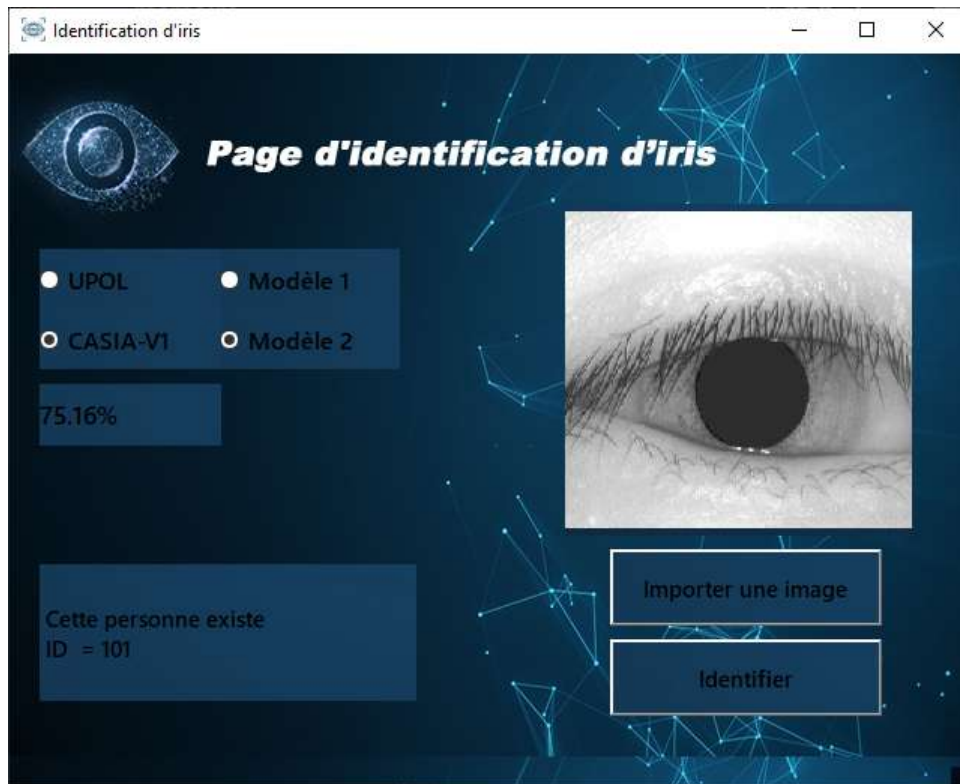 Identification d'iris
Page d'identification d’iris
UPOL
Modèle 1
CASIA-V1
Modèle 2
75.16%
Cette personne existe
ID = 101
Importer une image
Identifier